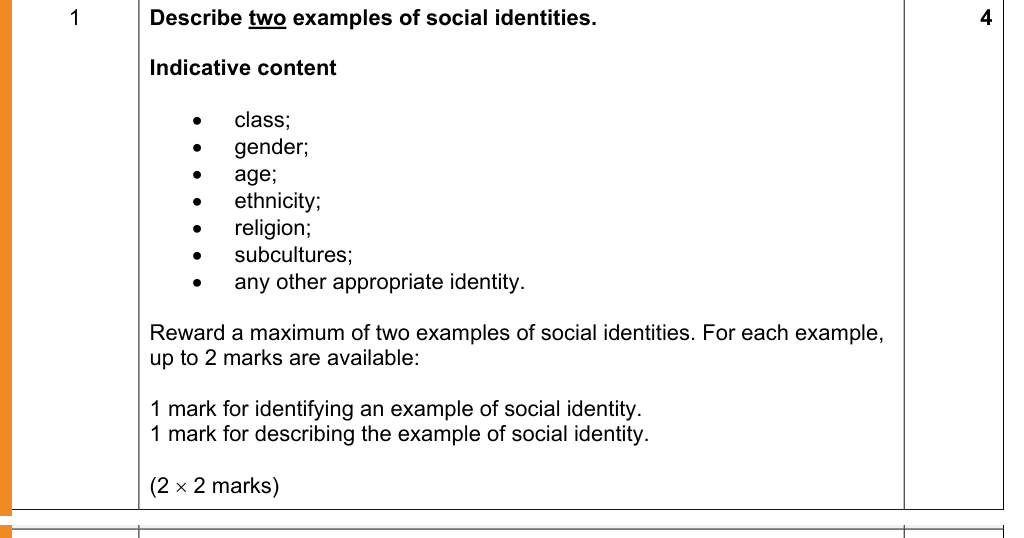 1 Describe two examples of social identities. 4
Indicative content
• class;
• gender;
• age;
• ethnicity;
• religion;
• subcultures;
• any other appropriate identity.
Reward a maximum of two examples of social identities. For each example,
up to 2 marks are available:
1 mark for identifying an example of social identity.
1 mark for describing the example of social identity.
(2 × 2 marks)